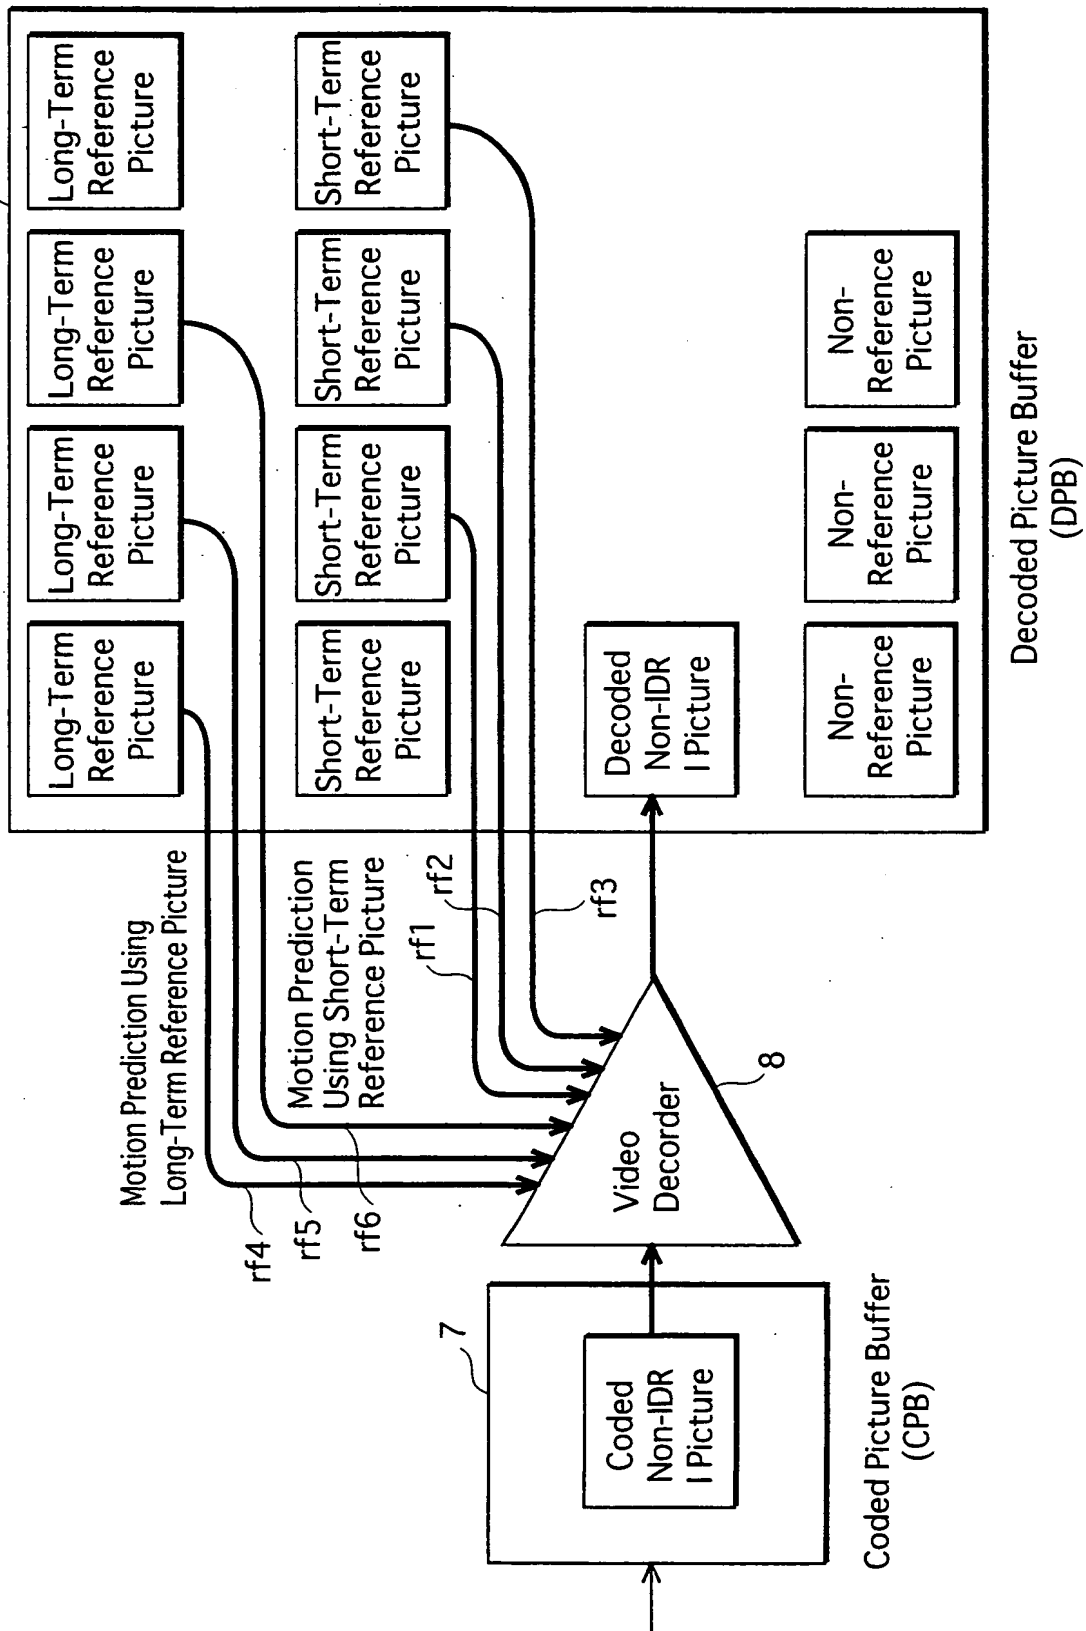 Motion Prediction Using
Long-Term Reference Picture
rf4
rf5
rf6
Motion Prediction
Using Short-Term
Reference Picture
rf1
rf2
rf3
7
Coded
Non-IDR
I Picture
Coded Picture Buffer
(CPB)
Video
Decorder
8
Long-Term
Reference
Picture
Long-Term
Reference
Picture
Long-Term
Reference
Picture
Long-Term
Reference
Picture
Short-Term
Reference
Picture
Short-Term
Reference
Picture
Short-Term
Reference
Picture
Short-Term
Reference
Picture
Decoded
Non-IDR
I Picture
Non-
Reference
Picture
Non-
Reference
Picture
Non-
Reference
Picture
Decoded Picture Buffer
(DPB)